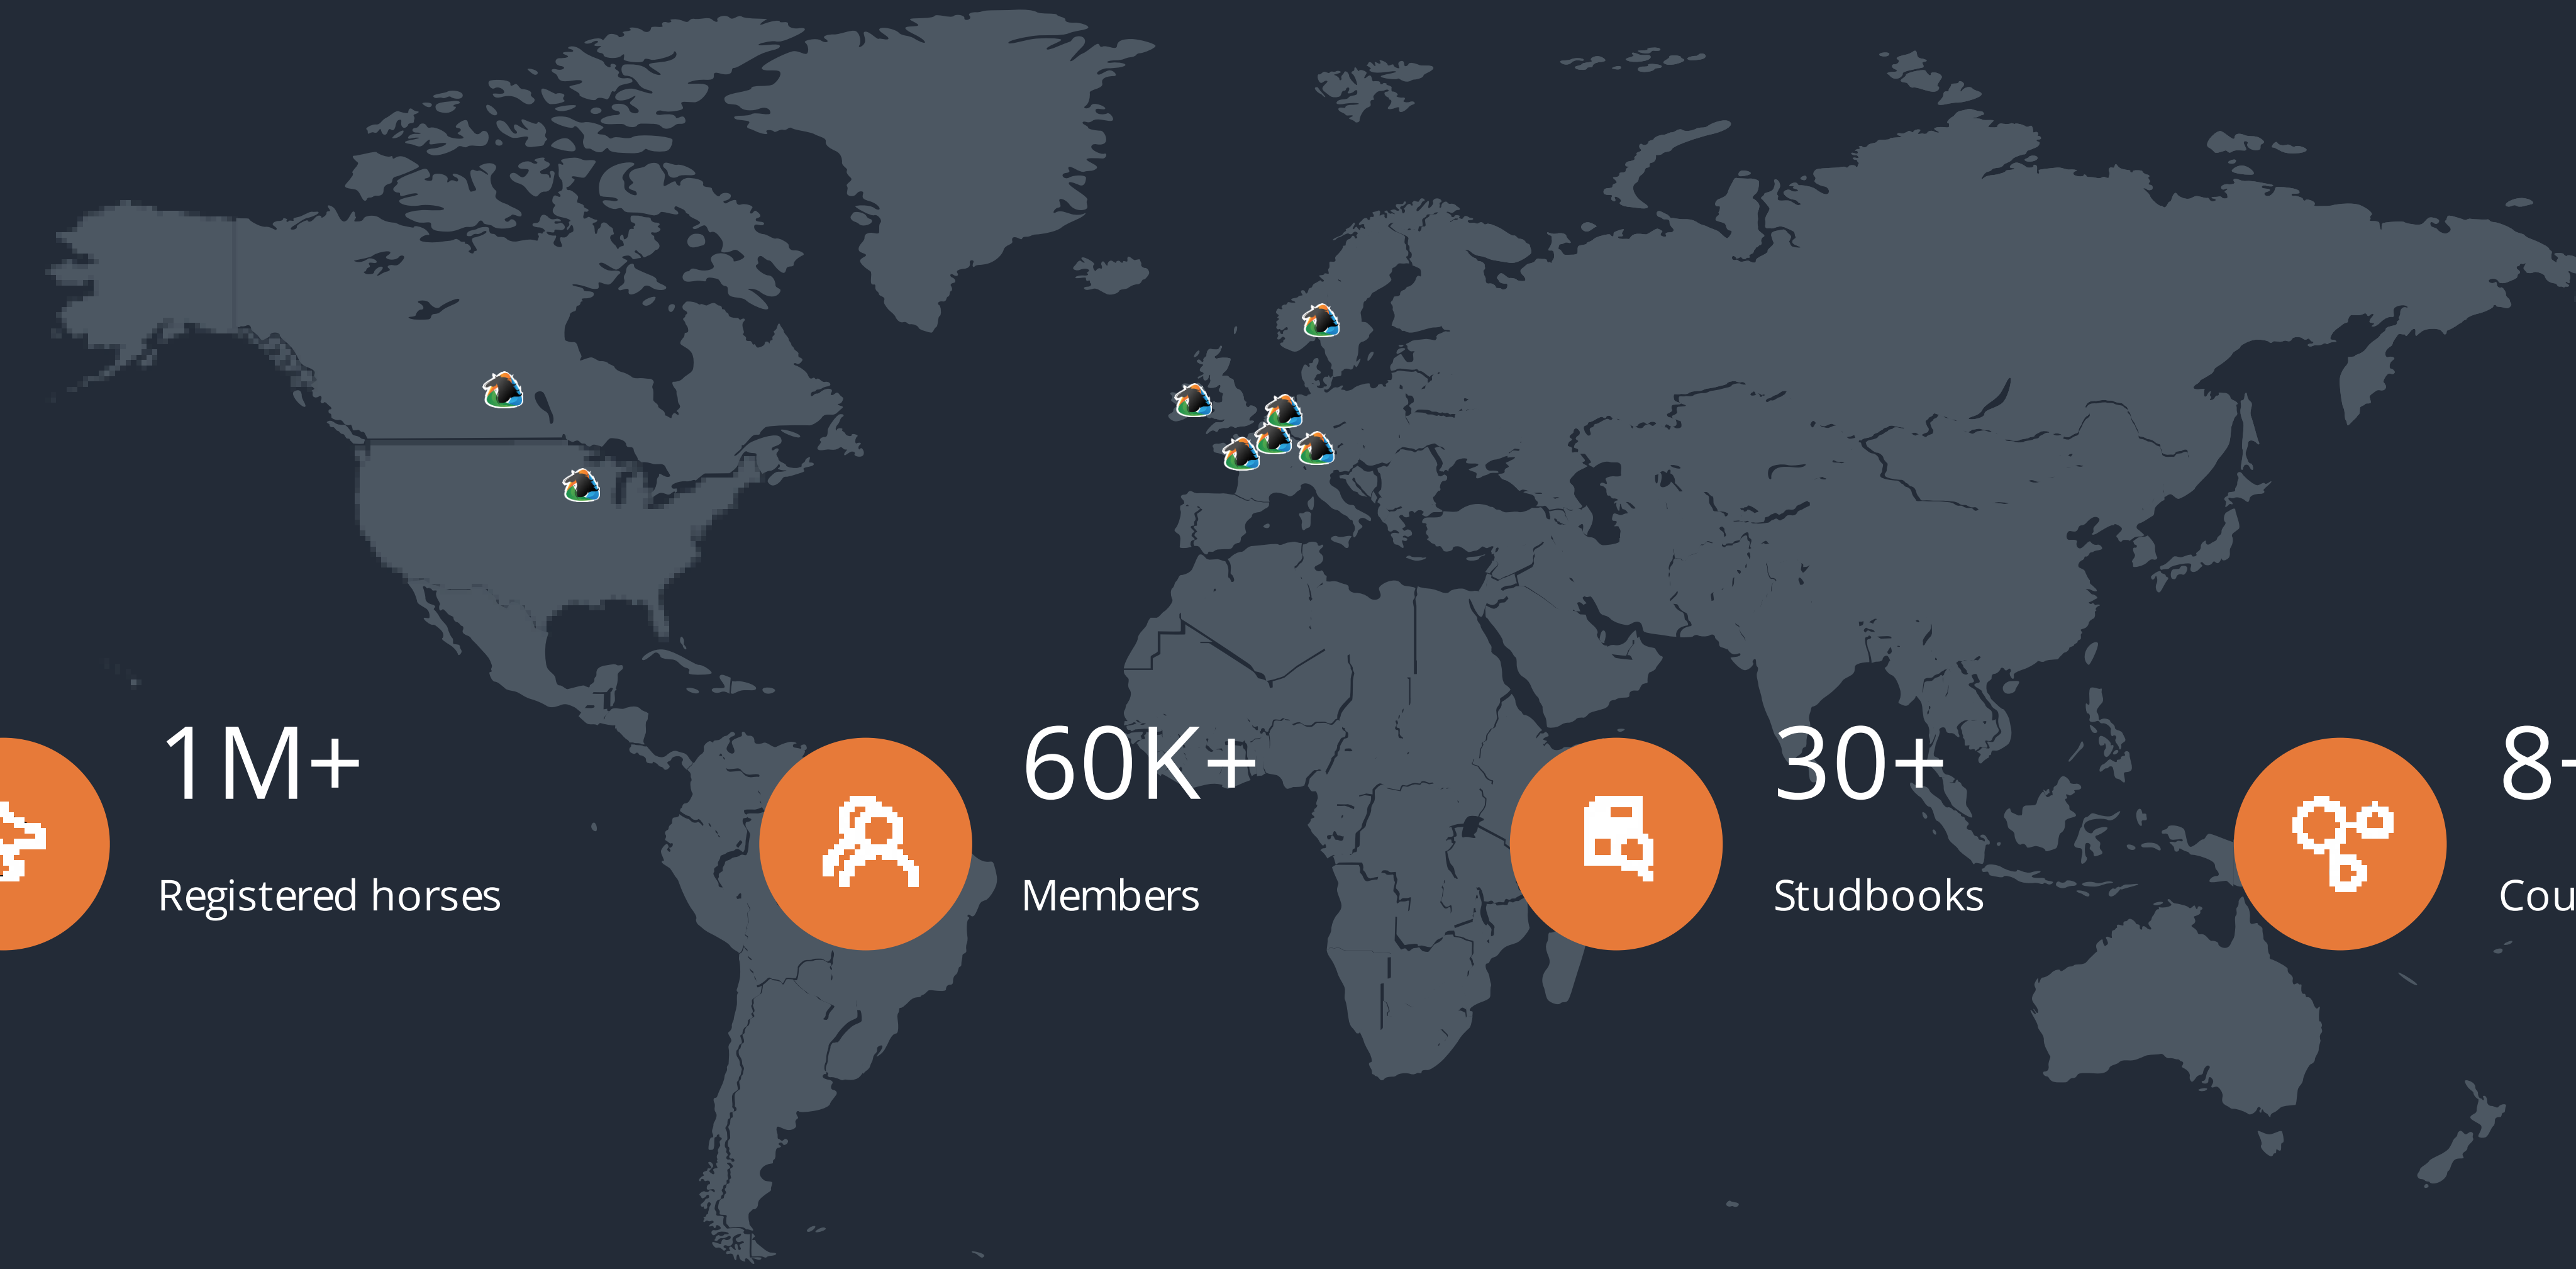 1M+
Registered horses
60K+
Members
30+
Studbooks